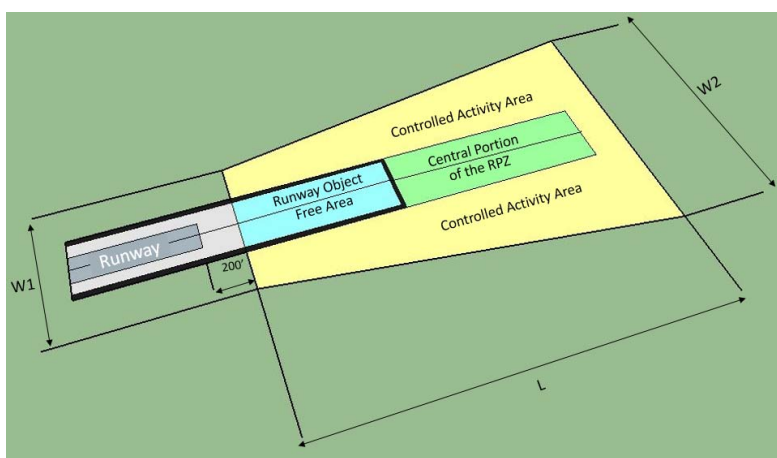 Controlled Activity Area
W2
Central Portion
of the RPZ
Runway Object
Free Area
Controlled Activity Area
Runway
200'
W1
L